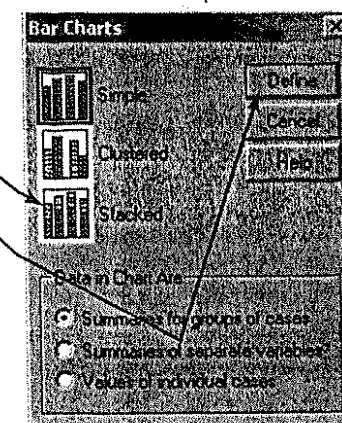 Bar Charts
Simple
Clustered
Stacked
Define
Cancel
Help
Data in Chart Are
Summaries for groups of cases
Summaries of separate variables
Values of individual cases